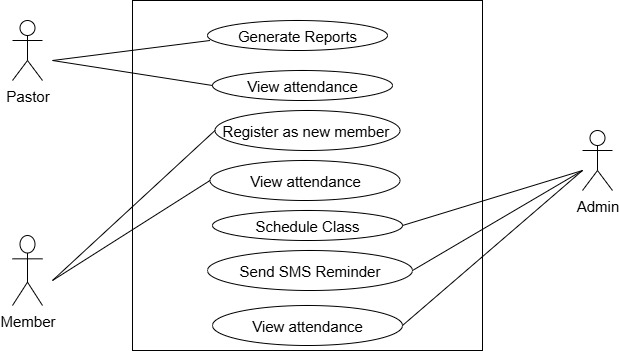 Generate Reports
Pastor
View attendance
Register as new member
View attendance
Admin
Schedule Class
Send SMS Reminder
Member
View attendance